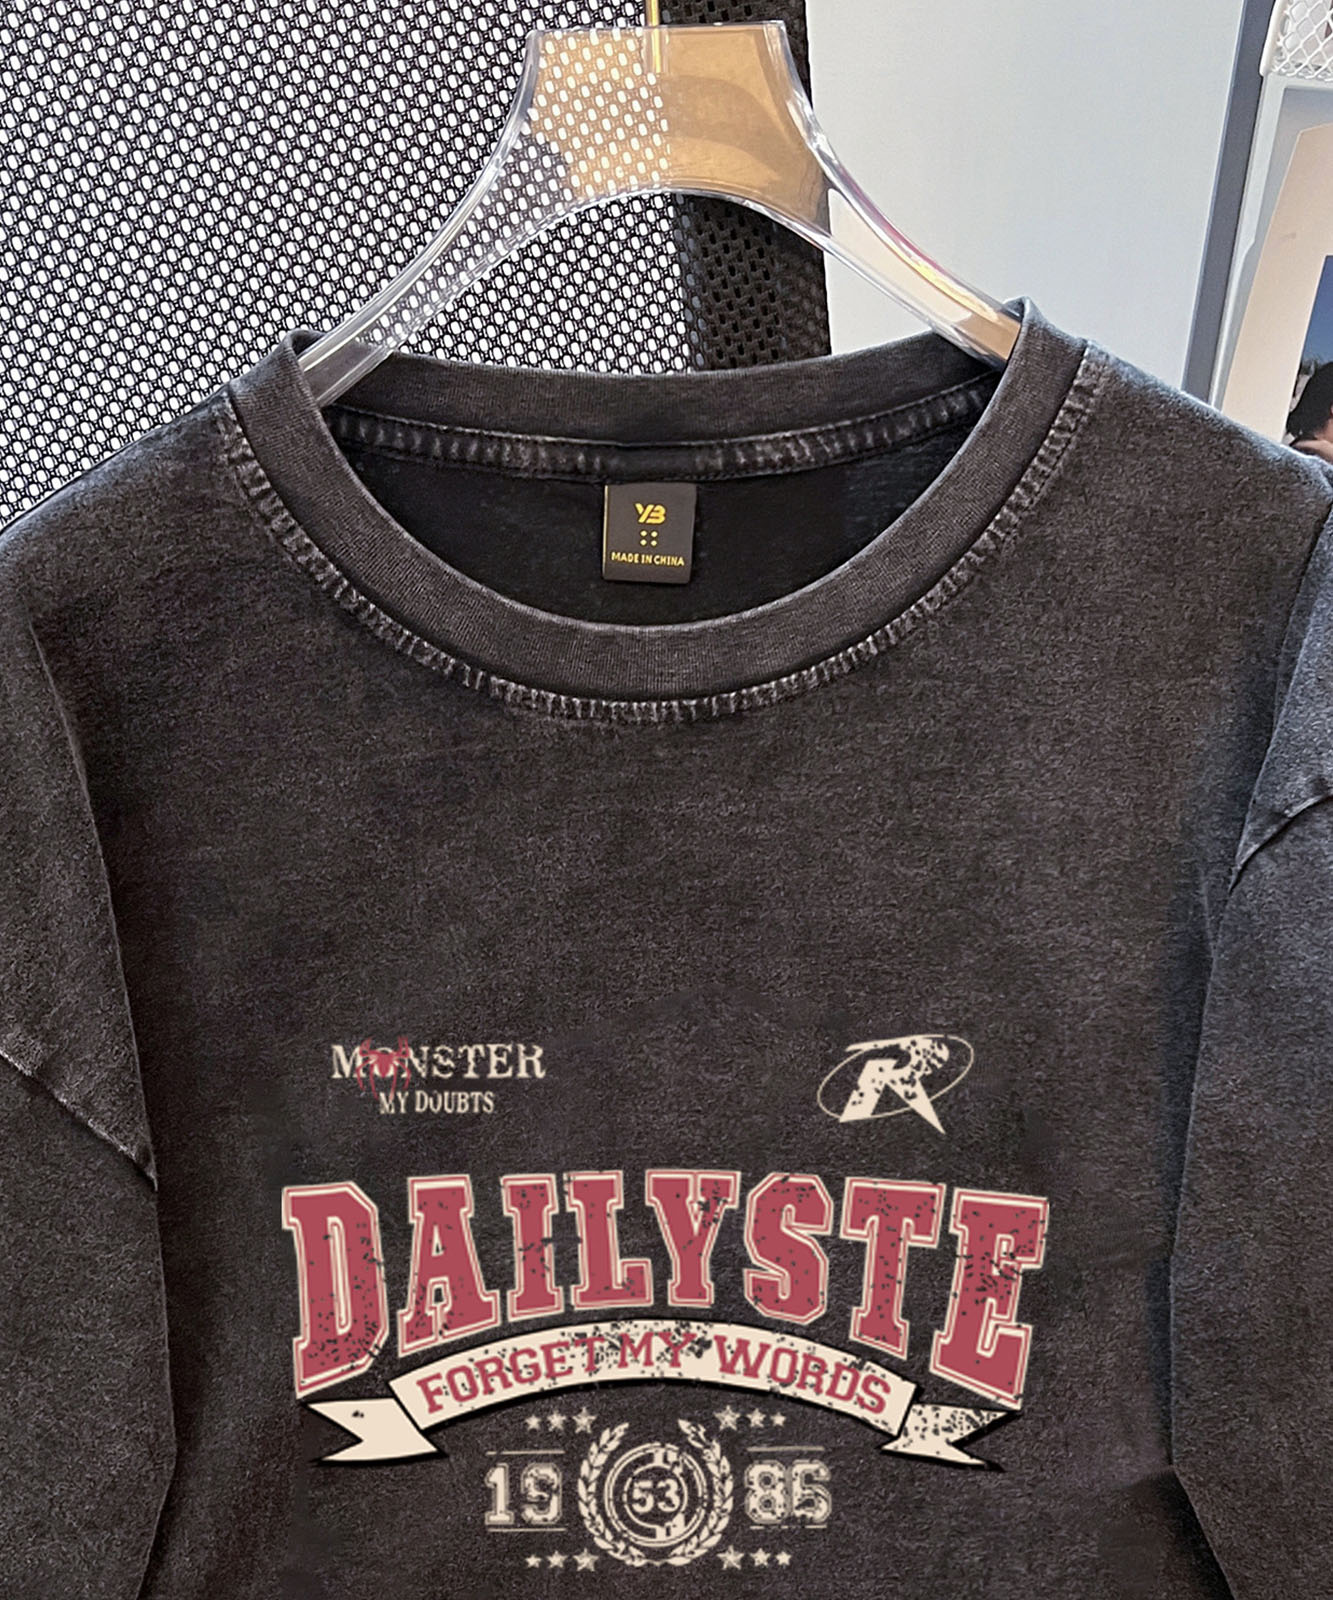 YB
MADE IN CHINA
MONSTER
MY DOUBTS
R
DAILYSTE
FORGET MY WORDS
19 53 86